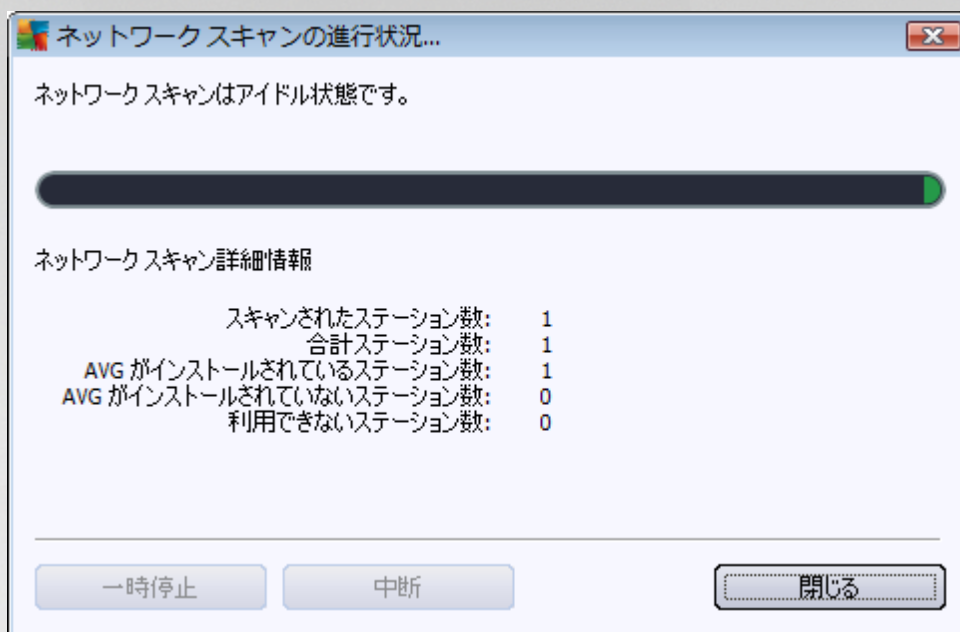 ネットワーク スキャンの進行状況...
ネットワーク スキャンはアイドル状態です。
ネットワーク スキャン詳細情報
スキャンされたステーション数: 1
合計ステーション数: 1
AVG がインストールされているステーション数: 1
AVG がインストールされていないステーション数: 0
利用できないステーション数: 0
一時停止 中断 閉じる